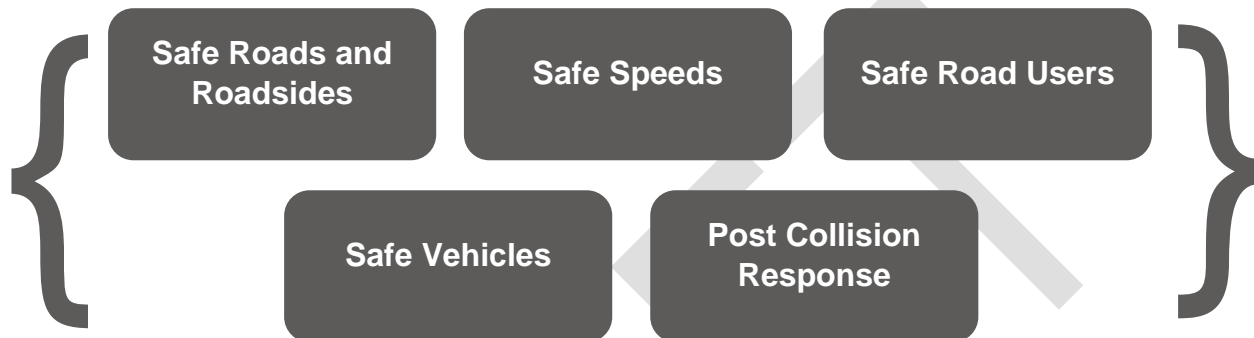 Safe Roads and
Roadsides
Safe Speeds
Safe Road Users
Safe Vehicles
Post Collision
Response